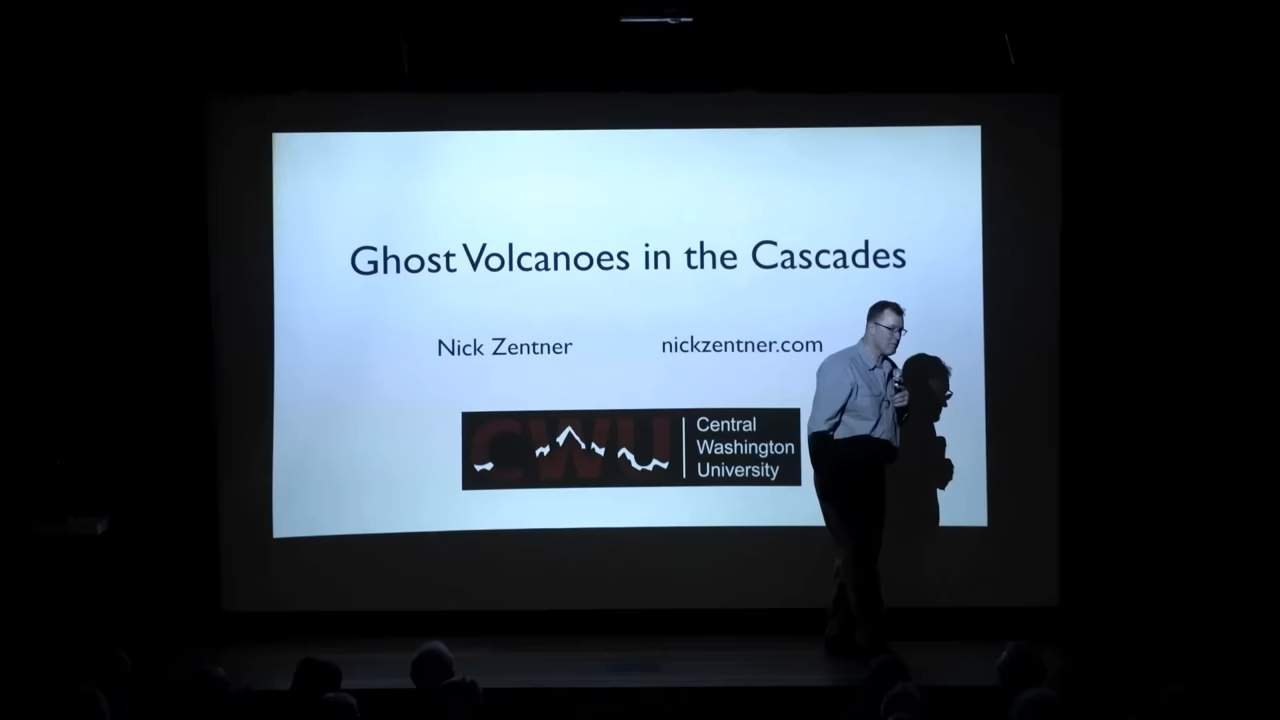 Ghost Volcanoes in the Cascades
Nick Zentner nickzentner.com
CWU
Central
Washington
University